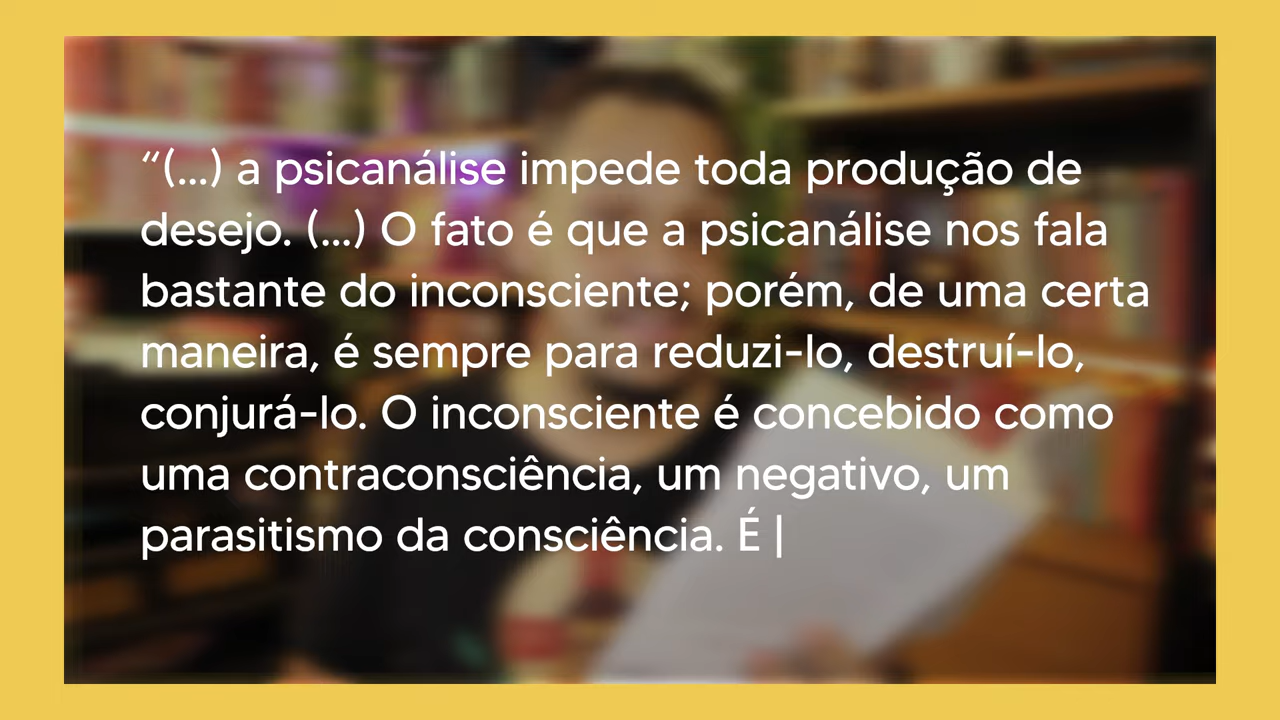 “(...) a psicanálise impede toda produção de
desejo. (...) O fato é que a psicanálise nos fala
bastante do inconsciente; porém, de uma certa
maneira, é sempre para reduzi-lo, destruí-lo,
conjurá-lo. O inconsciente é concebido como
uma contraconsciência, um negativo, um
parasitismo da consciência. É |